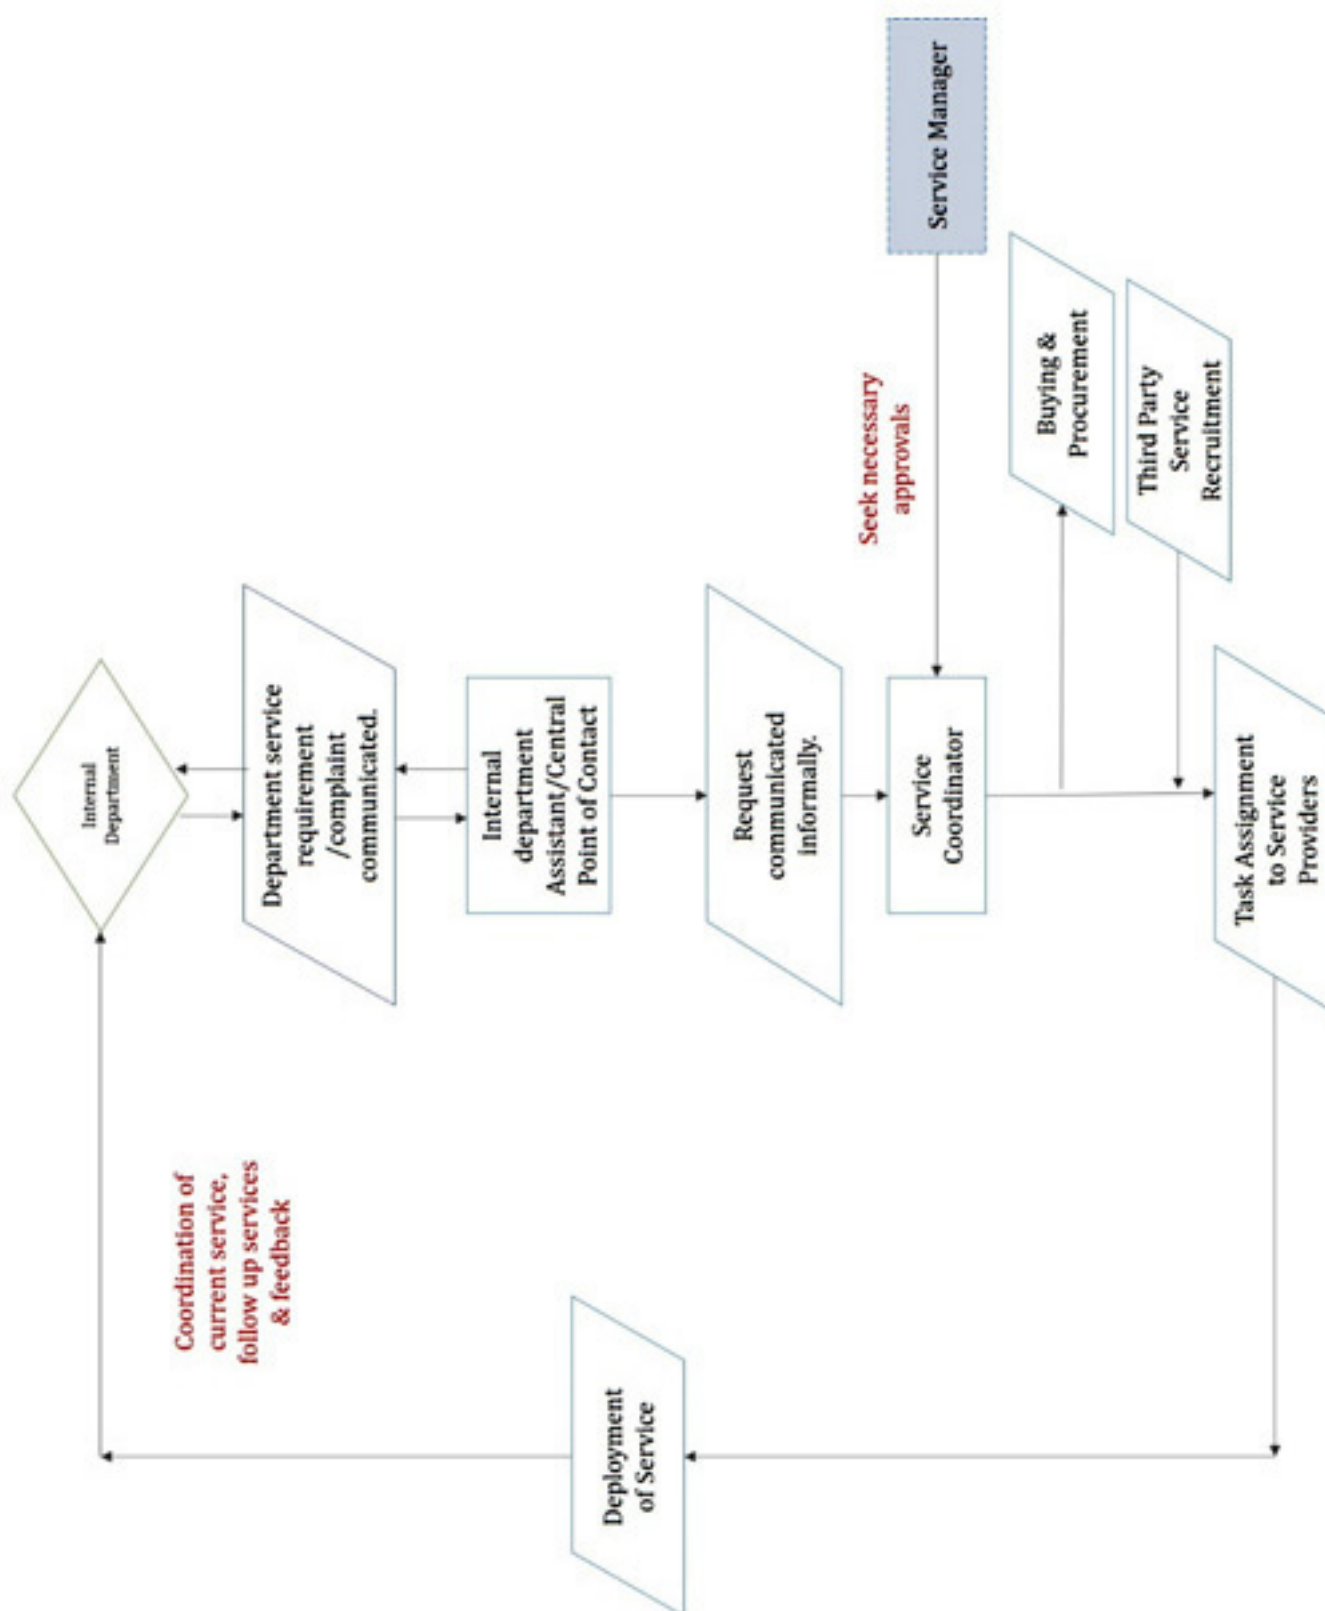 Internal
Department
Department service
requirement
/complaint
communicated.
Internal
department
Assistant/Central
Point of Contact
Request
communicated
informally.
Service
Coordinator
Service Manager
Seek necessary
approvals
Buying &
Procurement
Third Party
Service
Recruitment
Task Assignment
to Service
Providers
Deployment
of Service
Coordination of
current service,
follow up services
& feedback